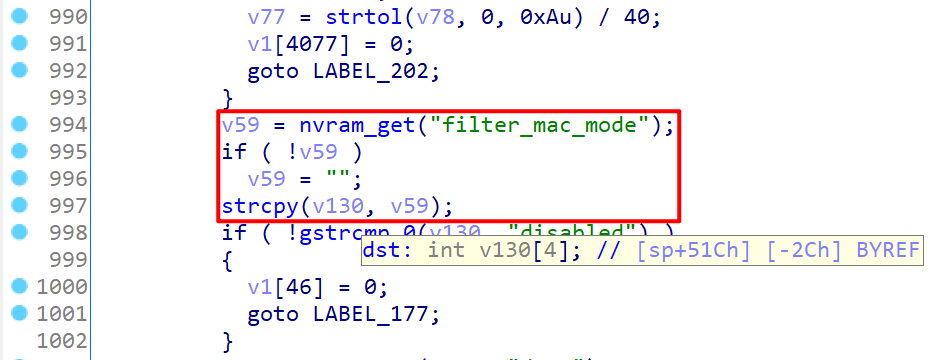 990 v77 = strtol(v78, 0, 0xAu) / 40;
991 v1[4077] = 0;
992 goto LABEL_202;
993 }
994 v59 = nvram_get("filter_mac_mode");
995 if ( !v59 )
996 v59 = "";
997 strcpy(v130, v59);
998 if ( !gstrcmp_0(v130, "disabled") )
dst: int v130[4]; // [sp+51Ch] [-2Ch] BYREF
999 {
1000 v1[46] = 0;
1001 goto LABEL_177;
1002 }